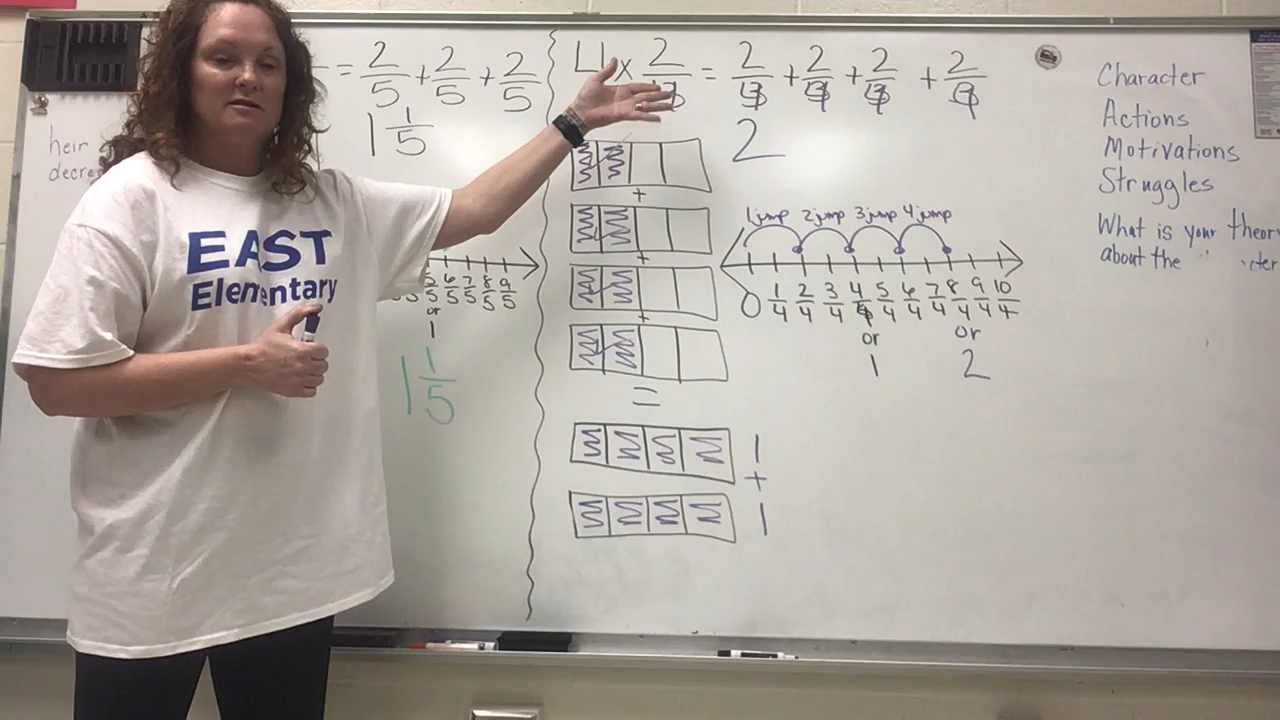 = 2/5 + 2/5 + 2/5
1 1/5
heir
EAST
Elementary
5/5 6/5 7/5 8/5 9/5
or
1
1 1/5
4 x 2/4 = 2/4 + 2/4 + 2/4 + 2/4
2
+
+
+
=
1
+
1
1 jump 2 jump 3 jump 4 jump
0 1/4 2/4 3/4 4/4 5/4 6/4 7/4 8/4 9/4 10/4
or or
1 2
Character
Actions
Motivations
Struggles
What is your theory
about the